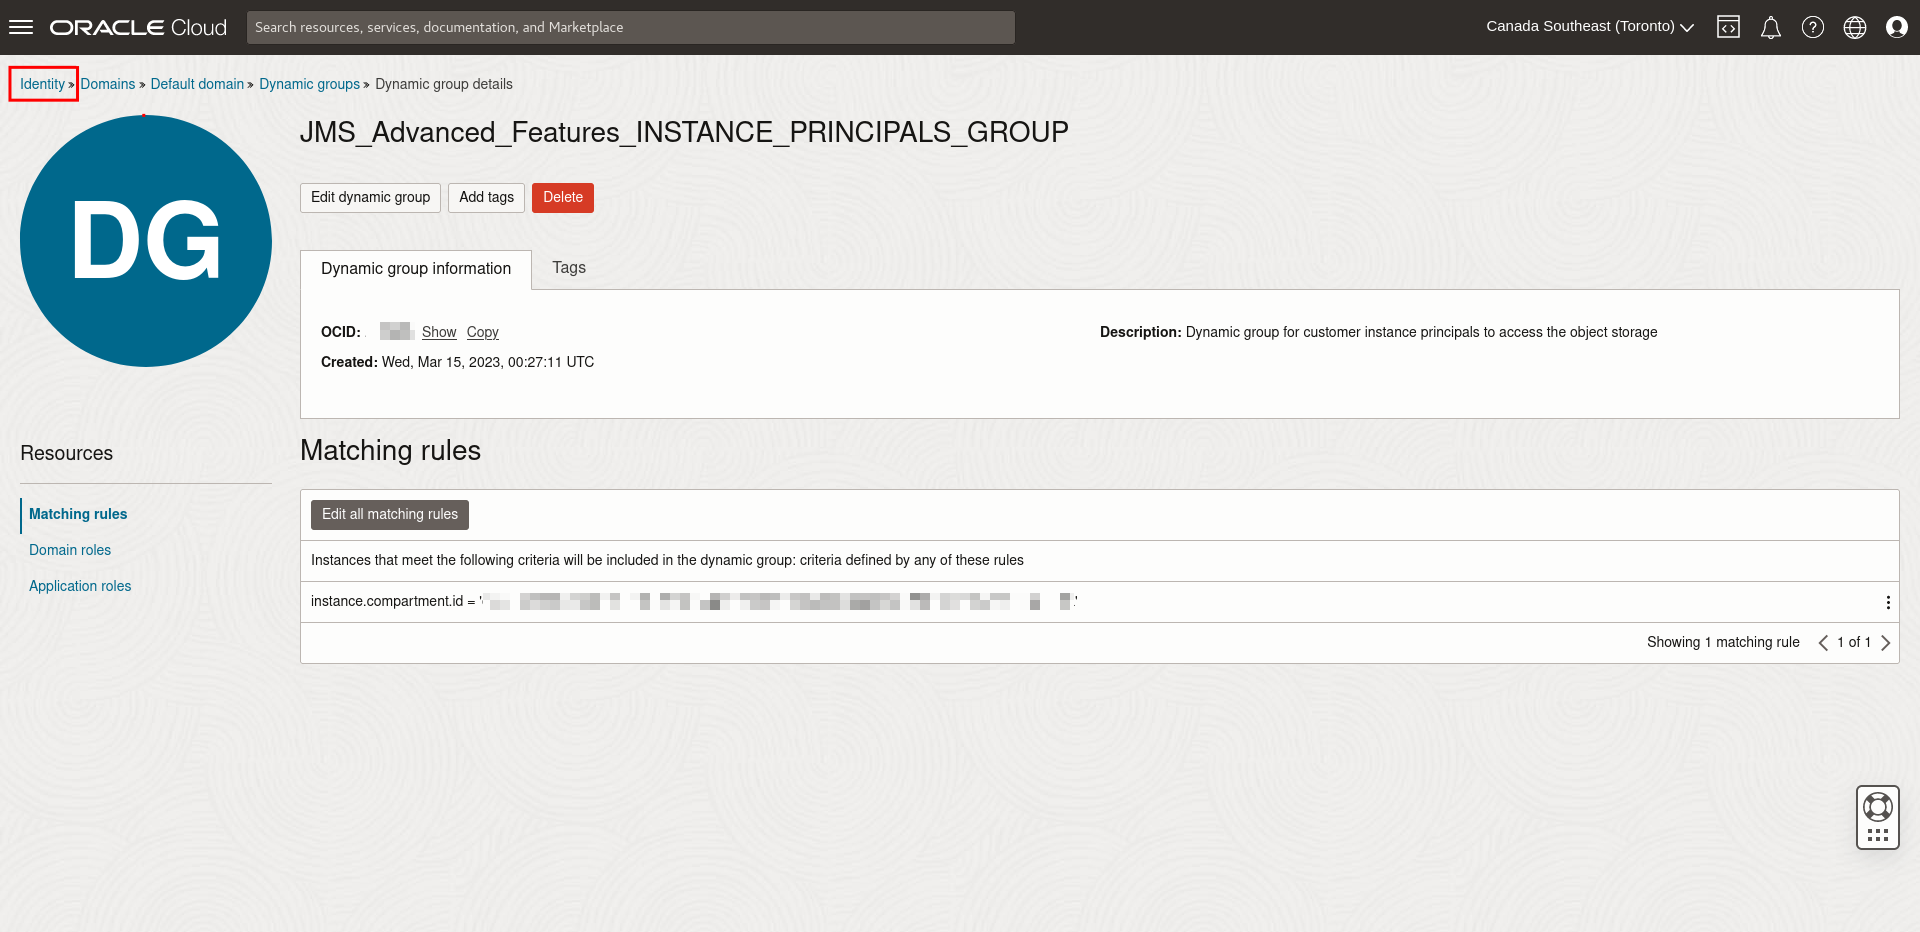 ORACLE Cloud
Search resources, services, documentation, and Marketplace
Canada Southeast (Toronto)
Identity » Domains » Default domain » Dynamic groups » Dynamic group details
DG
JMS_Advanced_Features_INSTANCE_PRINCIPALS_GROUP
Edit dynamic group Add tags Delete
Dynamic group information Tags
OCID: Show Copy
Description: Dynamic group for customer instance principals to access the object storage
Created: Wed, Mar 15, 2023, 00:27:11 UTC
Resources
Matching rules
Domain roles
Application roles
Matching rules
Edit all matching rules
Instances that meet the following criteria will be included in the dynamic group: criteria defined by any of these rules
instance.compartment.id = ' '
Showing 1 matching rule 1 of 1